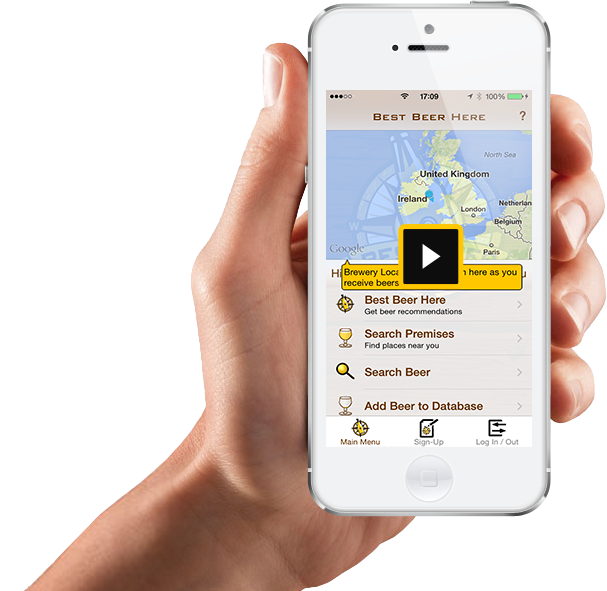 17:09
100%
BEST BEER HERE
?
North Sea
United Kingdom
Ireland
London
Netherlan
Belgium
Paris
Google
Brewery Loca n here as you
receive beers
Hi u
Best Beer Here
Get beer recommendations
Search Premises
Find places near you
Search Beer
Add Beer to Database
Main Menu
Sign-Up
Log In / Out